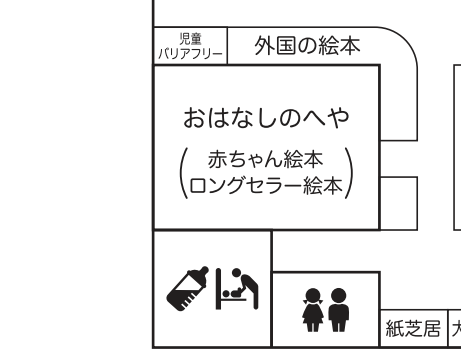 児童
バリアフリー
外国の絵本
おはなしのへや
(赤ちゃん絵本
ロングセラー絵本)
紙芝居